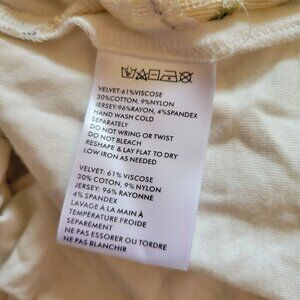 VELVET: 61%VISCOSE
30%COTTON, 9%NYLON
JERSEY: 96%RAYON, 4%SPANDEX
HAND WASH COLD
SEPARATELY
DO NOT WRING OR TWIST
DO NOT BLEACH
RESHAPE & LAY FLAT TO DRY
LOW IRON AS NEEDED
VELVET: 61% VISCOSE
30% COTTON, 9% NYLON
JERSEY: 96% RAYONNE
4% SPANDEX
LAVAGE À LA MAIN À
TEMPÉRATURE FROIDE
SÉPARÉMENT
NE PAS ESSORER OU TORDRE
NE PAS BLANCHIR